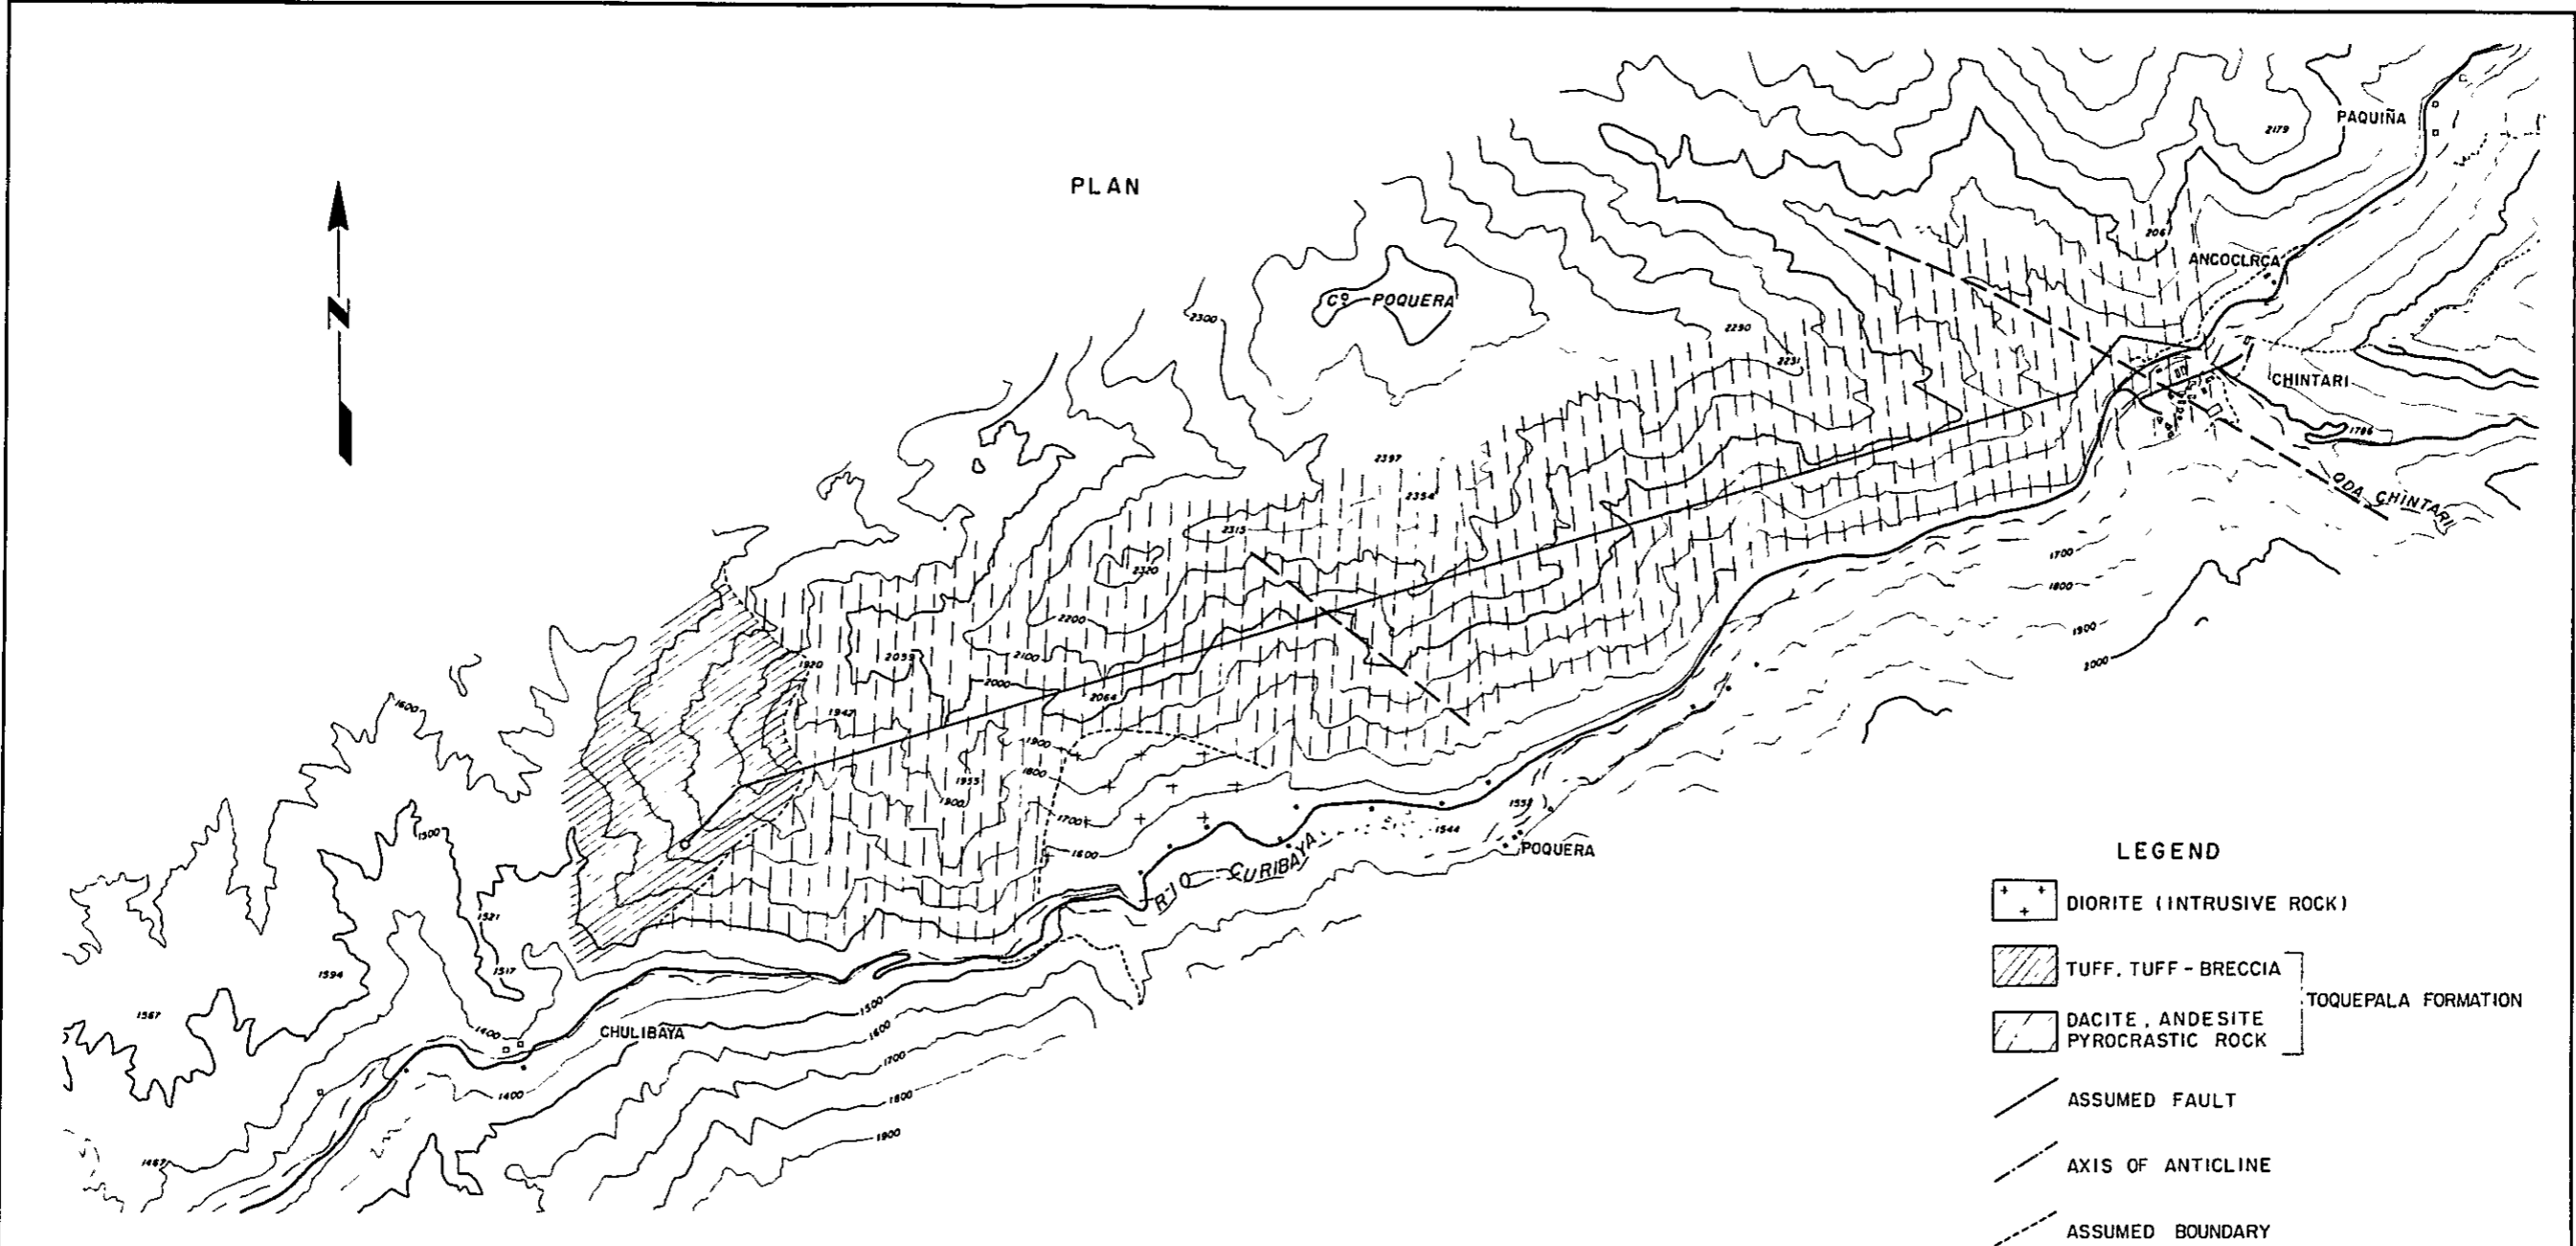 PLAN
N
PAQUIÑA
2179
206
ANCOCLRCA
Cº POQUERA
2300
2290
2231
CHINTARI
1786
QDA CHINTARI
2397
2354
2315
2320
2200
2100
2000
2064
1920
2059
1942
1900
1955
1900
1800
1700
1600
1700
1800
1900
2000
1600
1500
1521
1517
1594
1567
1544
POQUERA
RIO CURIBAYA
1400
CHULIBAYA
1500
1600
1700
1800
1900
1400
1467
LEGEND
DIORITE (INTRUSIVE ROCK)
TUFF, TUFF-BRECCIA
TOQUEPALA FORMATION
DACITE, ANDESITE
PYROCRASTIC ROCK
ASSUMED FAULT
AXIS OF ANTICLINE
ASSUMED BOUNDARY